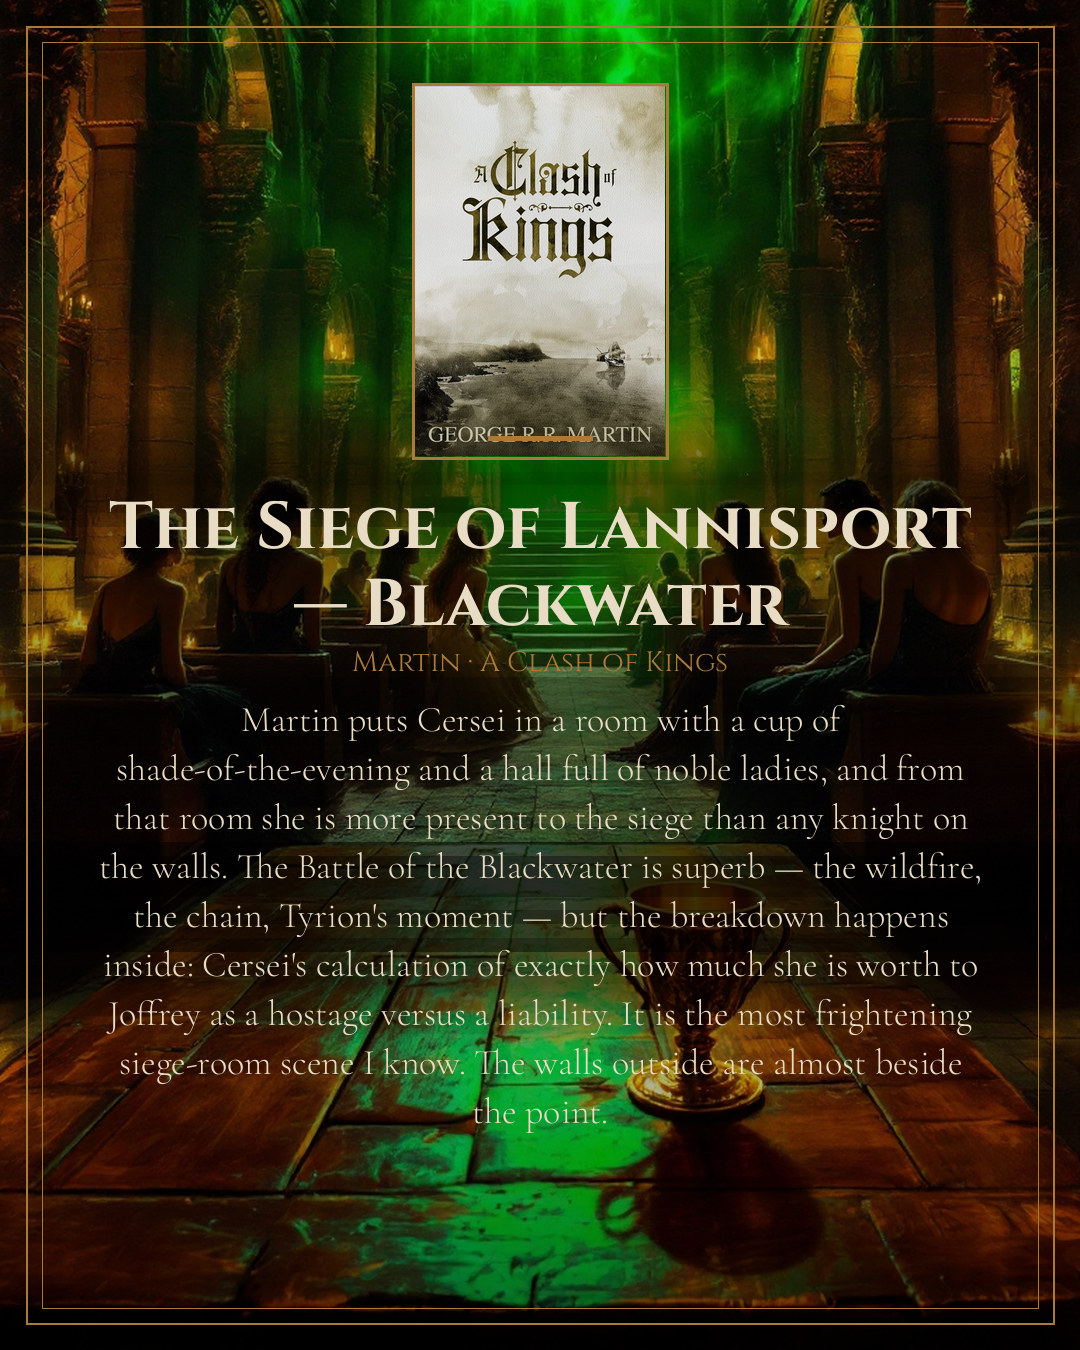 A Clash of
Kings
GEORGE R. R. MARTIN
The Siege of Lannisport
— Blackwater
Martin · A Clash of Kings
Martin puts Cersei in a room with a cup of
shade-of-the-evening and a hall full of noble ladies, and from
that room she is more present to the siege than any knight on
the walls. The Battle of the Blackwater is superb — the wildfire,
the chain, Tyrion's moment — but the breakdown happens
inside: Cersei's calculation of exactly how much she is worth to
Joffrey as a hostage versus a liability. It is the most frightening
siege-room scene I know. The walls outside are almost beside
the point.